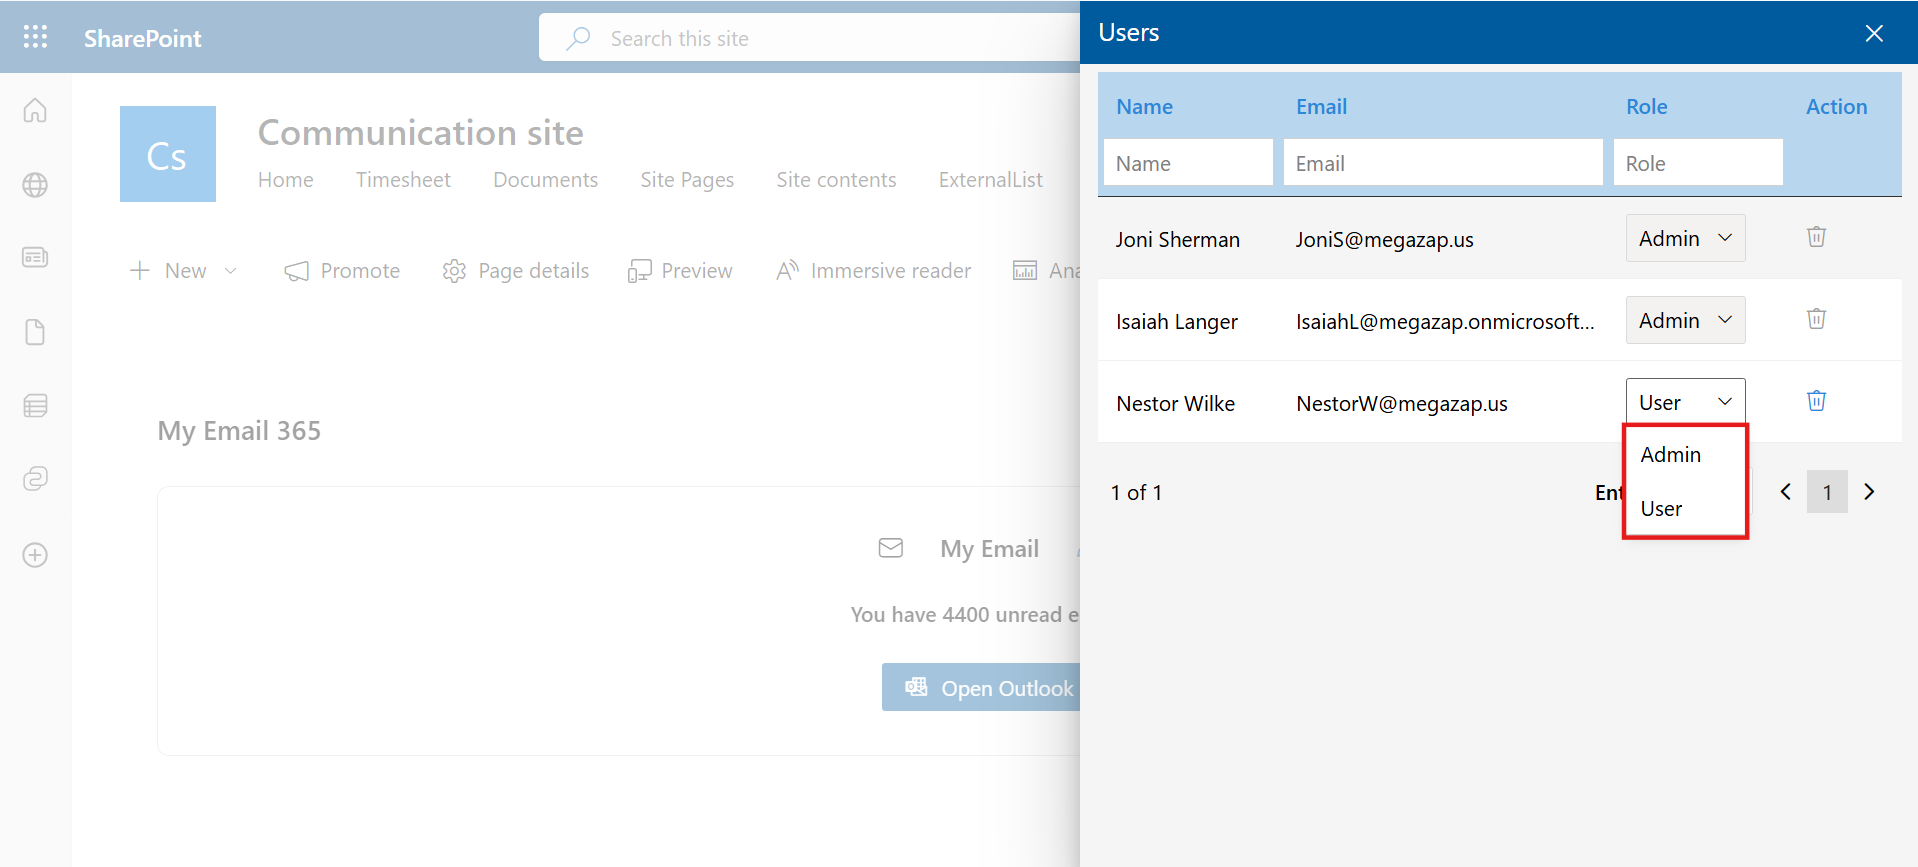 SharePoint
Search this site
Cs
Communication site
Home Timesheet Documents Site Pages Site contents ExternalList
New Promote Page details Preview Immersive reader
My Email 365
My Email
You have 4400 unread
Open Outlook
Users
Name Email Role Action
Name Email Role
Joni Sherman JoniS@megazap.us Admin
Isaiah Langer IsaiahL@megazap.onmicrosoft... Admin
Nestor Wilke NestorW@megazap.us User
Admin
User
1 of 1 1